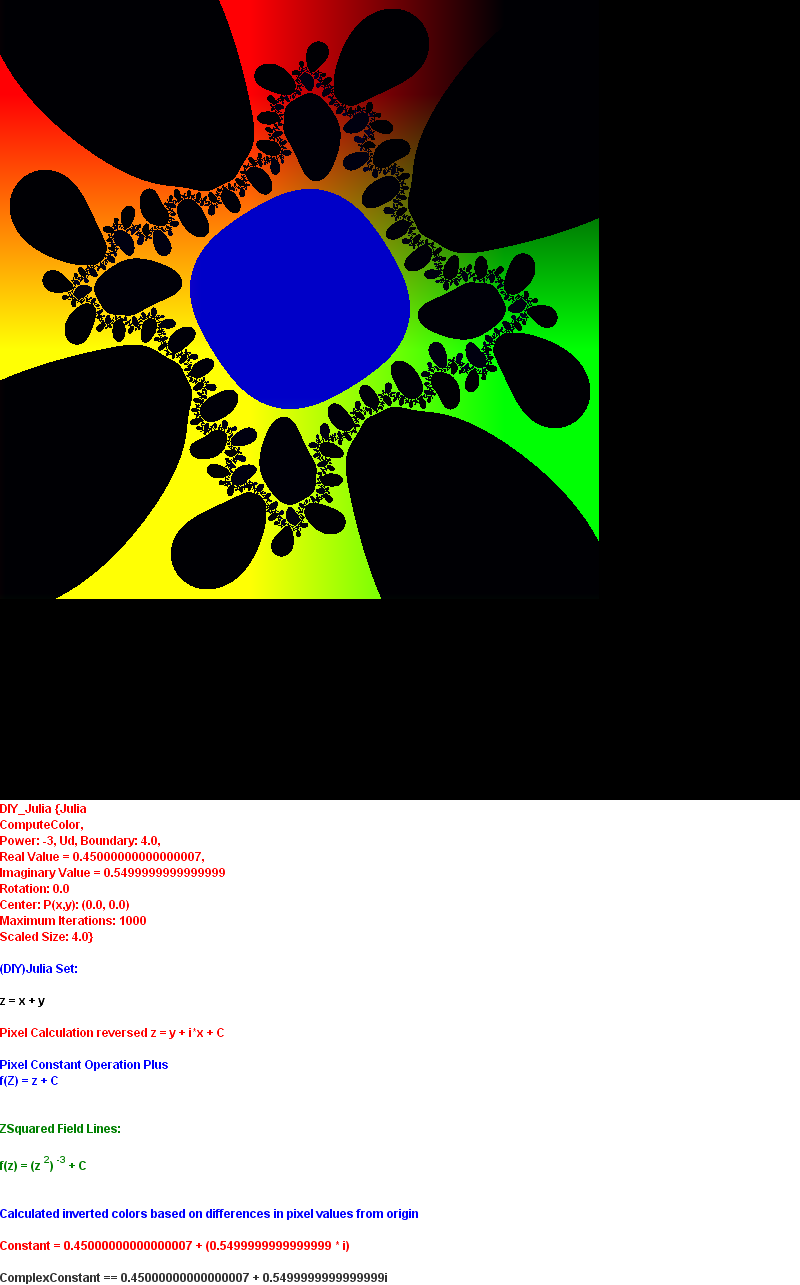 DIY_Julia {Julia
ComputeColor,
Power: -3, Ud, Boundary: 4.0,
Real Value = 0.45000000000000007,
Imaginary Value = 0.5499999999999999
Rotation: 0.0
Center: P(x,y): (0.0, 0.0)
Maximum Iterations: 1000
Scaled Size: 4.0}
(DIY)Julia Set:
z = x + y
Pixel Calculation reversed z = y + i*x + C
Pixel Constant Operation Plus
f(Z) = z + C
ZSquared Field Lines:
f(z) = (z ²) ⁻³ + C
Calculated inverted colors based on differences in pixel values from origin
Constant = 0.45000000000000007 + (0.5499999999999999 * i)
ComplexConstant == 0.45000000000000007 + 0.5499999999999999i